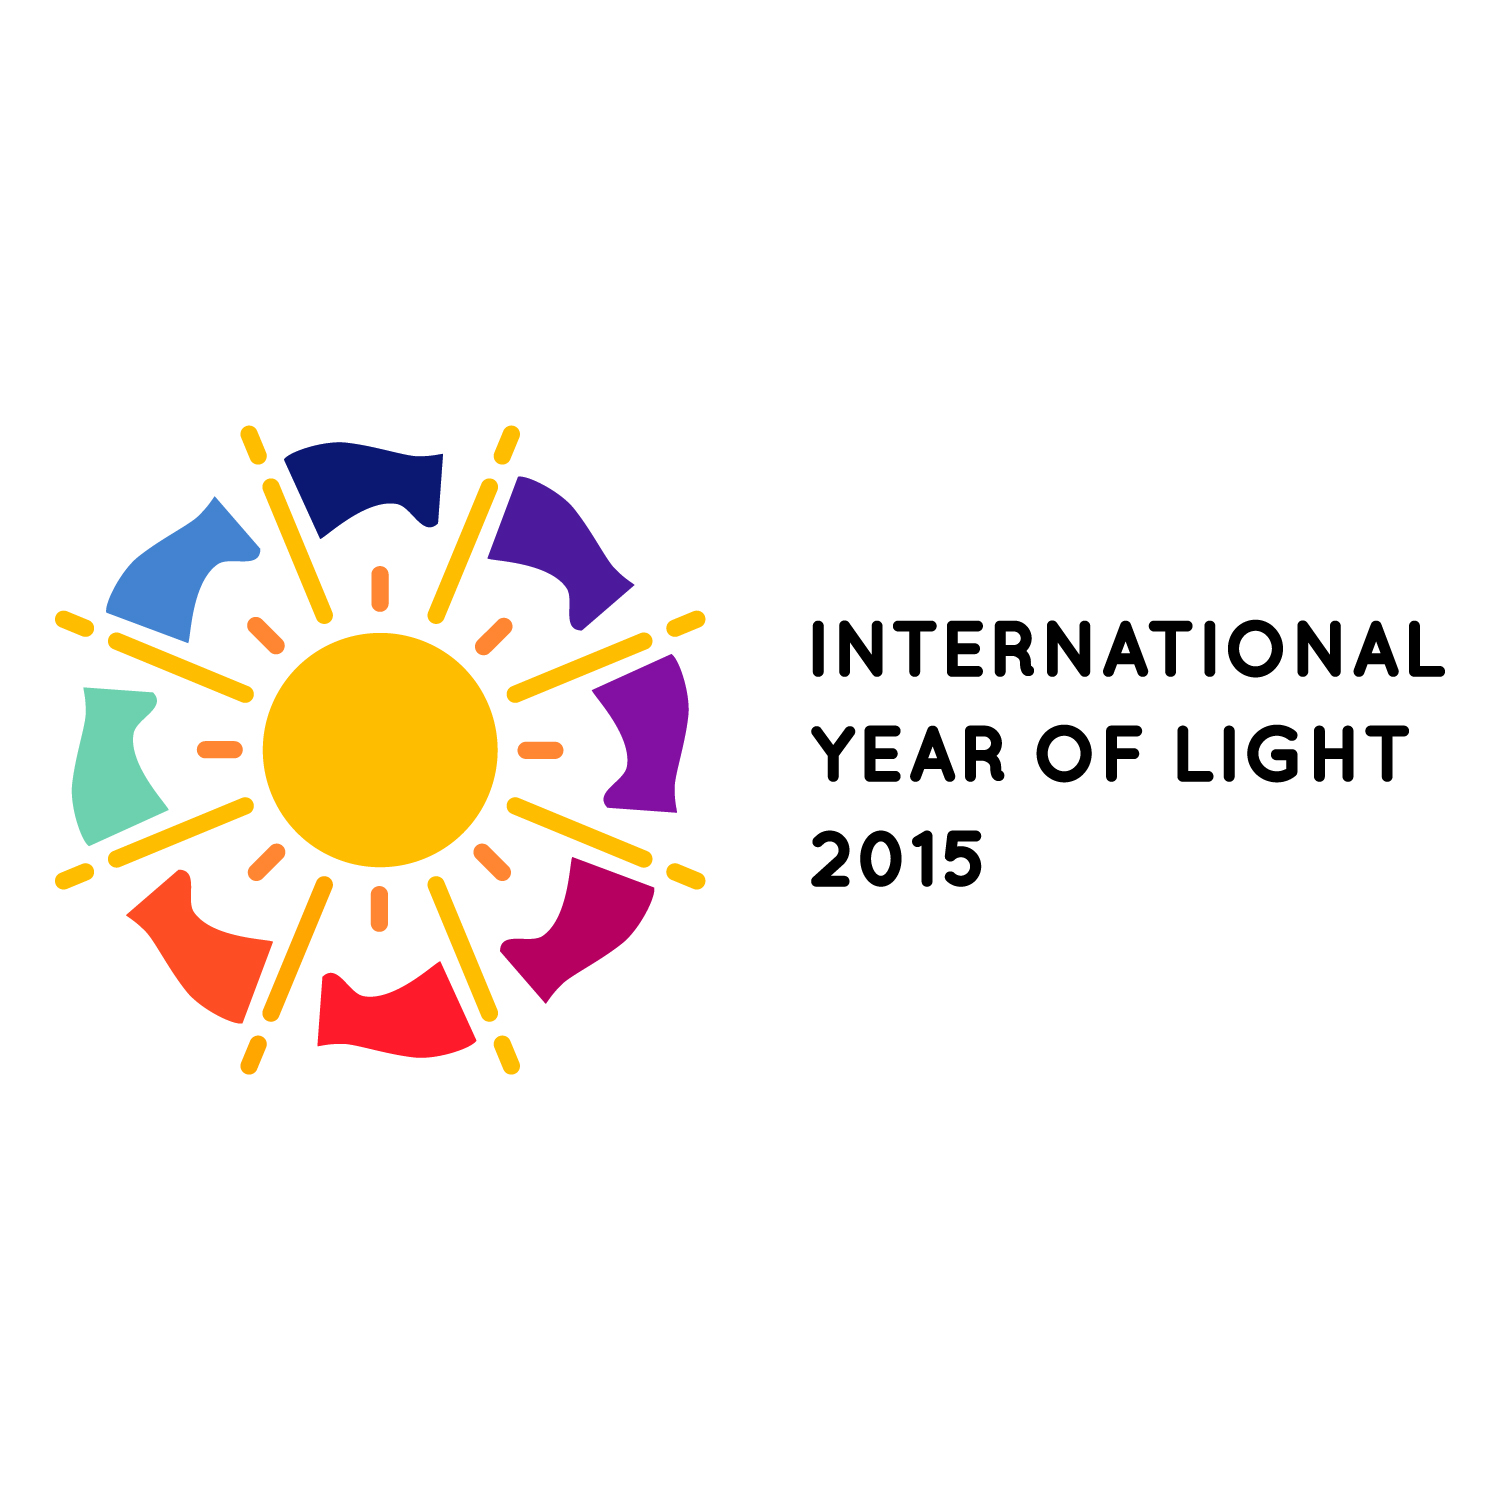 INTERNATIONAL
YEAR OF LIGHT
2015